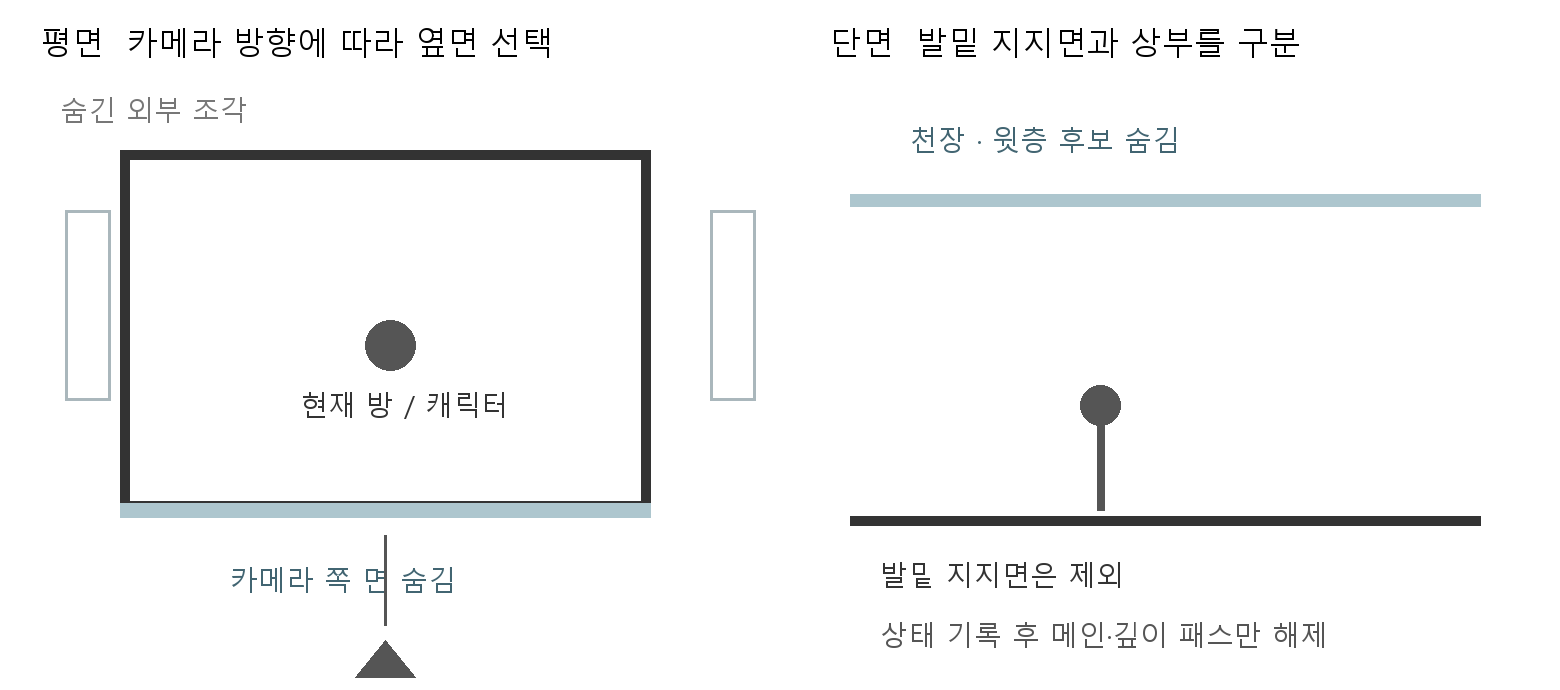 평면 카메라 방향에 따라 옆면 선택
숨긴 외부 조각
현재 방 / 캐릭터
카메라 쪽 면 숨김
단면 발밑 지지면과 상부를 구분
천장 · 윗층 후보 숨김
발밑 지지면은 제외
상태 기록 후 메인·깊이 패스만 해제